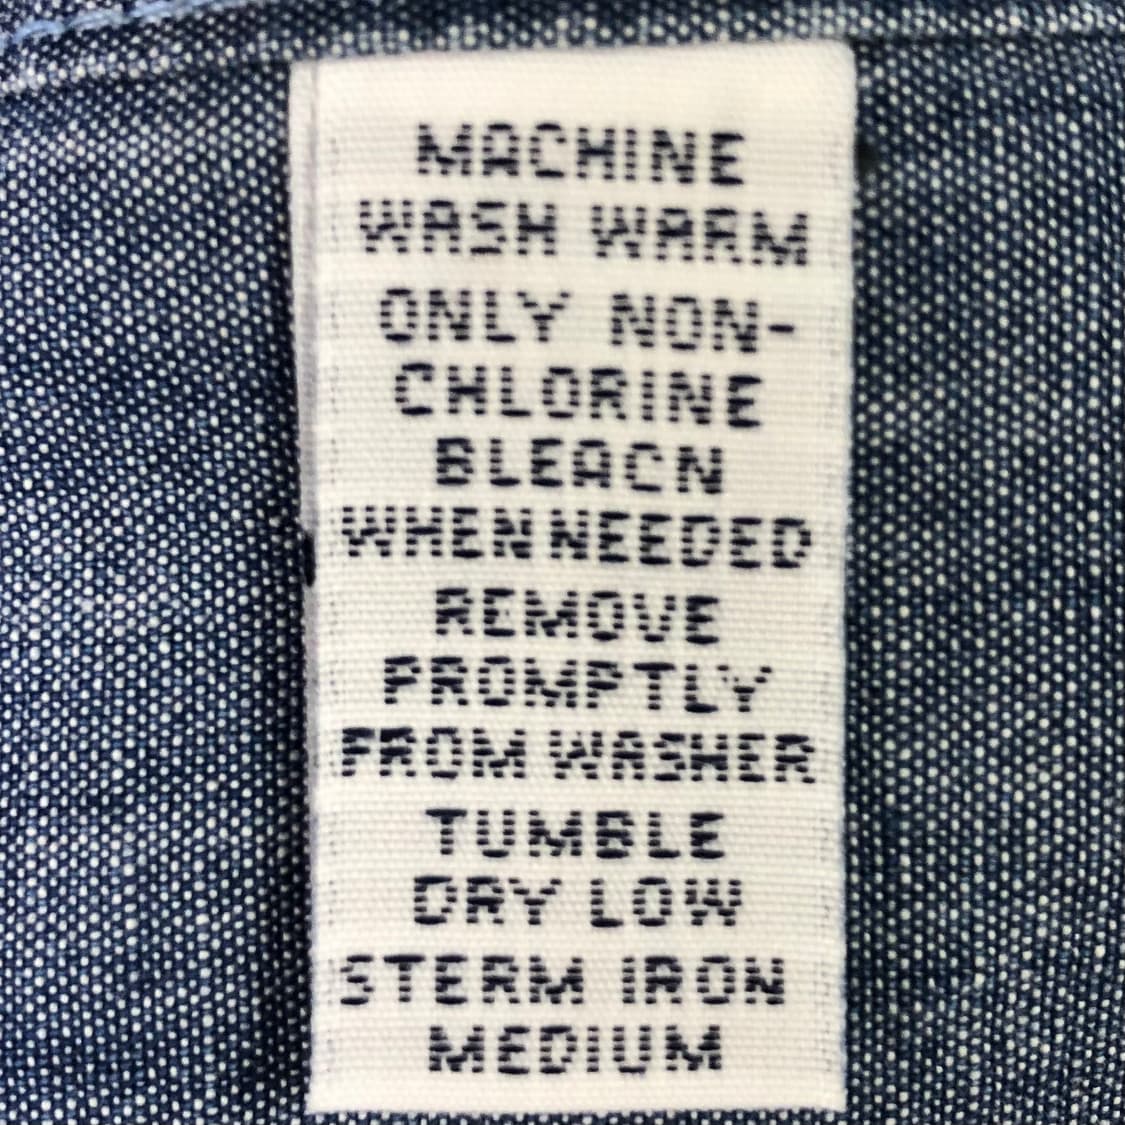 MACHINE
WASH WARM
ONLY NON-
CHLORINE
BLEACN
WHEN NEEDED
REMOVE
PROMPTLY
FROM WASHER
TUMBLE
DRY LOW
STERM IRON
MEDIUM